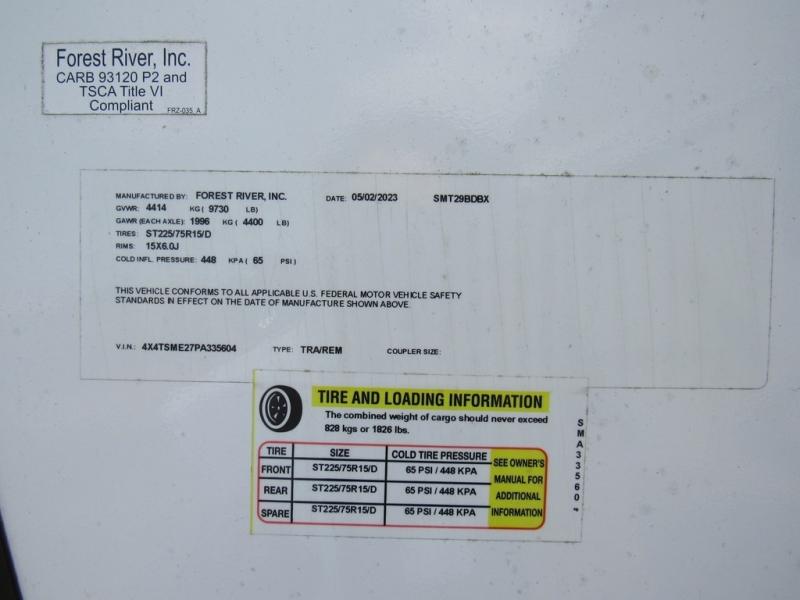 Forest River, Inc.
CARB 93120 P2 and
TSCA Title VI
Compliant
FRZ-035_A
MANUFACTURED BY: FOREST RIVER, INC. DATE: 05/02/2023 SMT29BDBX
GVWR: 4414 KG ( 9730 LB)
GAWR (EACH AXLE): 1996 KG ( 4400 LB)
TIRES: ST225/75R15/D
RIMS: 15X6.0J
COLD INFL. PRESSURE: 448 KPA ( 65 PSI )
THIS VEHICLE CONFORMS TO ALL APPLICABLE U.S. FEDERAL MOTOR VEHICLE SAFETY
STANDARDS IN EFFECT ON THE DATE OF MANUFACTURE SHOWN ABOVE.
V.I.N.: 4X4TSME27PA335604 TYPE: TRA/REM COUPLER SIZE:
TIRE AND LOADING INFORMATION
The combined weight of cargo should never exceed
828 kgs or 1826 lbs.
TIRE SIZE COLD TIRE PRESSURE
FRONT ST225/75R15/D 65 PSI / 448 KPA
REAR ST225/75R15/D 65 PSI / 448 KPA
SPARE ST225/75R15/D 65 PSI / 448 KPA
SEE OWNER'S
MANUAL FOR
ADDITIONAL
INFORMATION
SMA33560